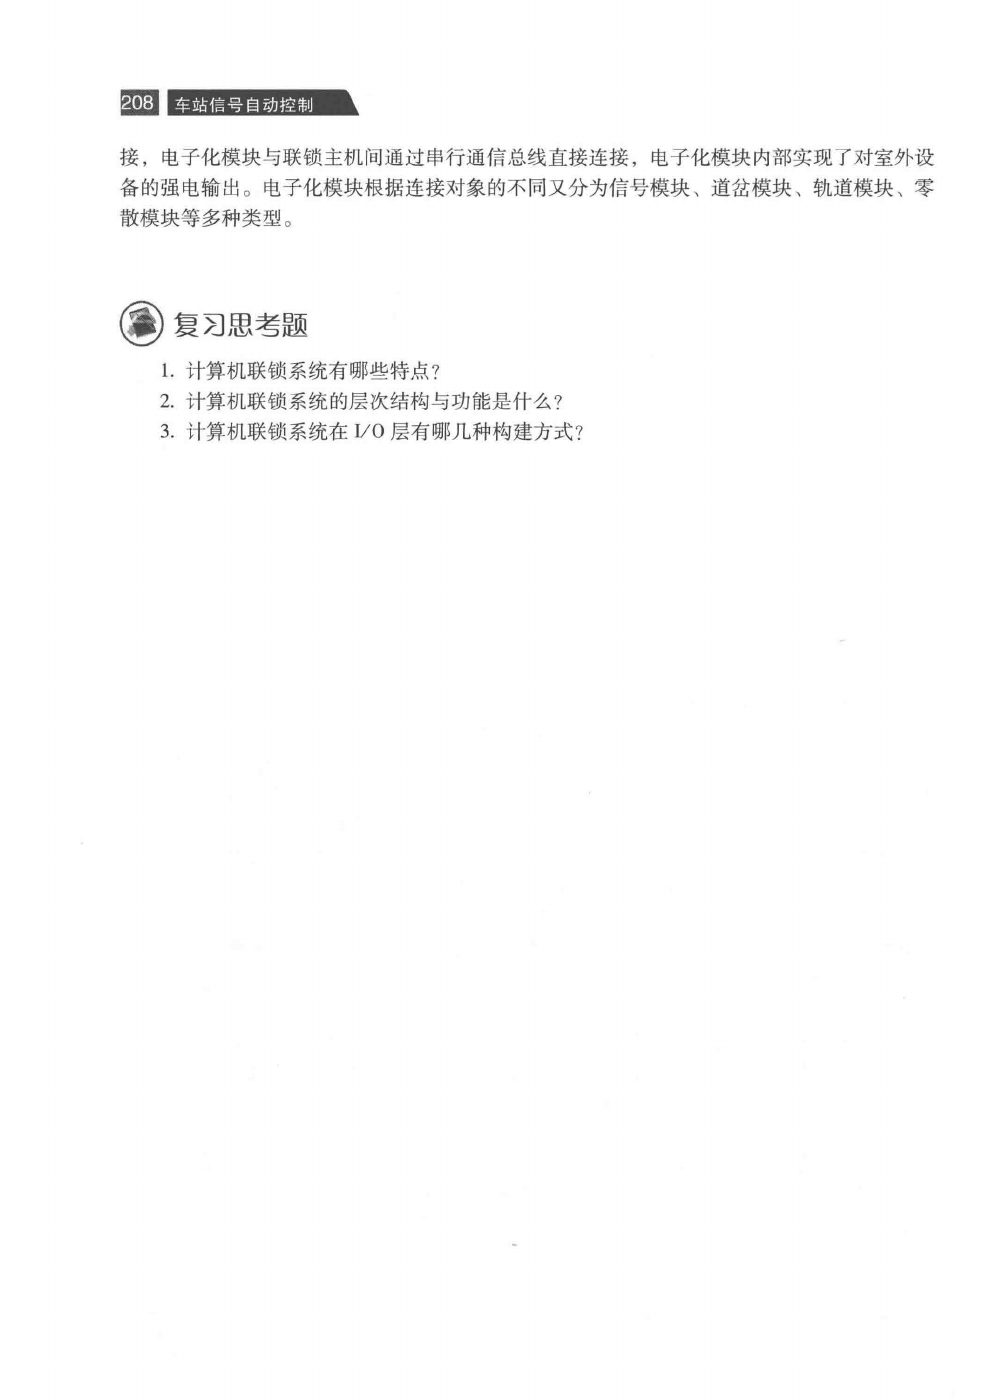 208 车站信号自动控制
接，电子化模块与联锁主机间通过串行通信总线直接连接，电子化模块内部实现了对室外设
备的强电输出。电子化模块根据连接对象的不同又分为信号模块、道岔模块、轨道模块、零
散模块等多种类型。
复习思考题
1. 计算机联锁系统有哪些特点？
2. 计算机联锁系统的层次结构与功能是什么？
3. 计算机联锁系统在 I/O 层有哪几种构建方式？